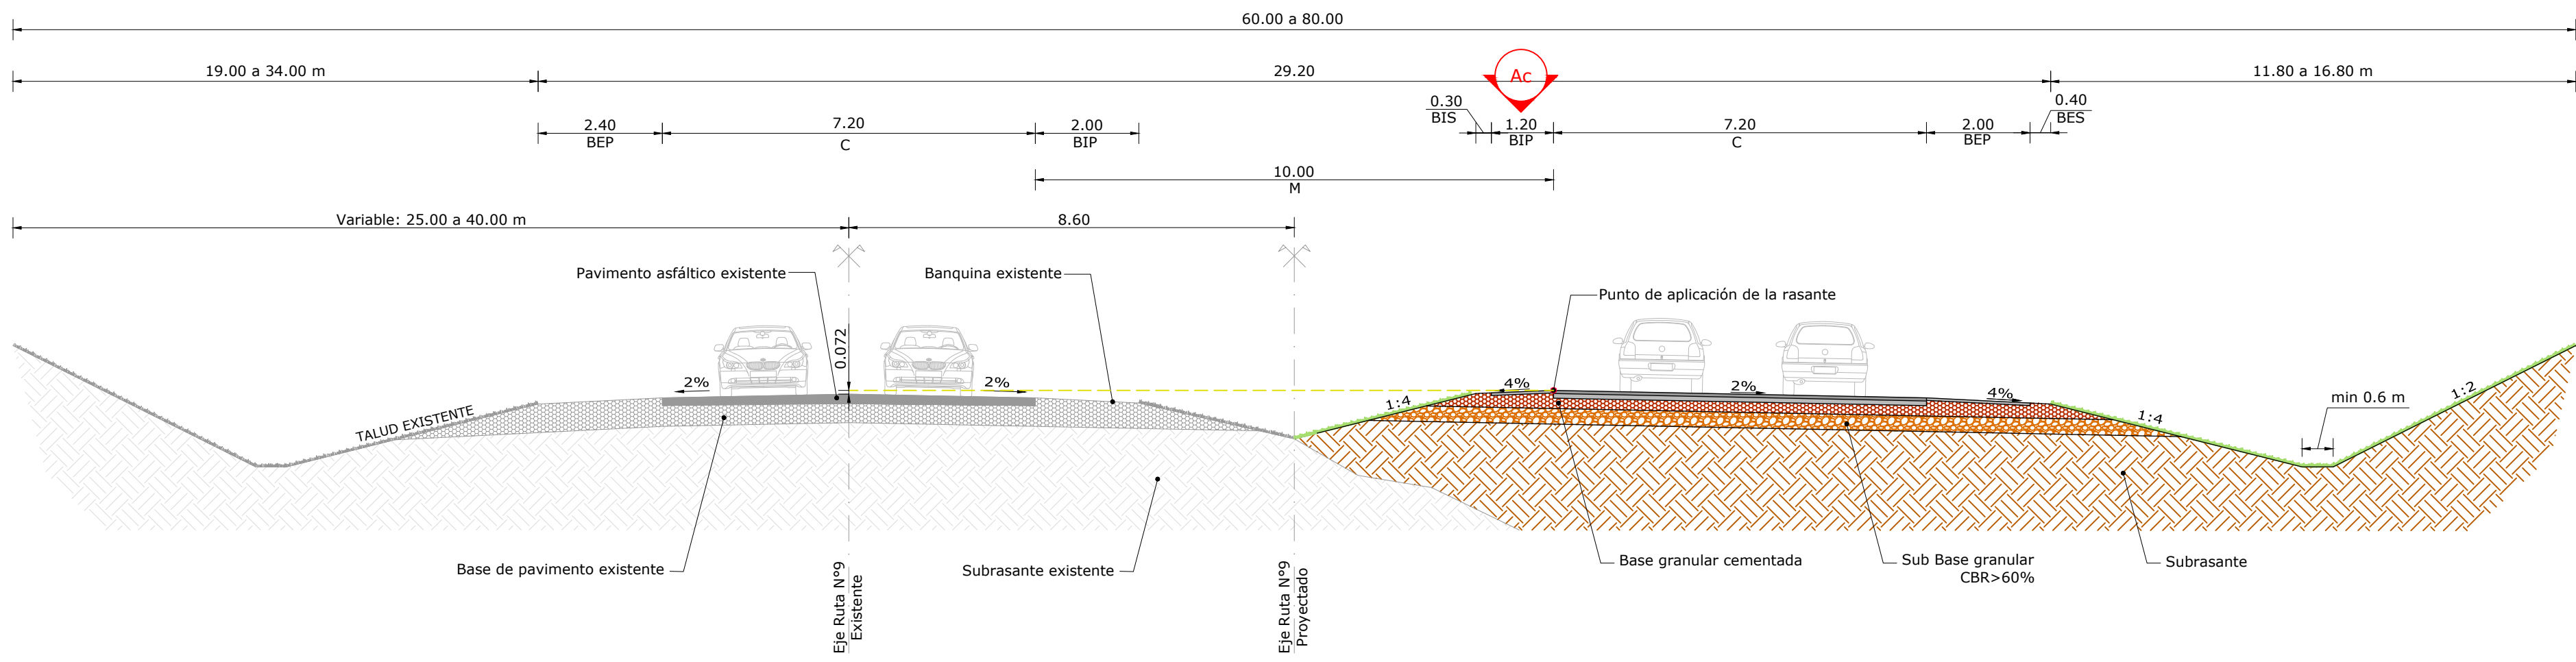 60.00 a 80.00
19.00 a 34.00 m
29.20
11.80 a 16.80 m
Ac
2.40
BEP
7.20
C
2.00
BIP
0.30
BIS
1.20
BIP
7.20
C
2.00
BEP
0.40
BES
10.00
M
Variable: 25.00 a 40.00 m
8.60
Pavimento asfáltico existente
Banquina existente
Punto de aplicación de la rasante
0.072
2%
2%
4%
2%
4%
TALUD EXISTENTE
1:4
1:4
min 0.6 m
1:2
Base de pavimento existente
Subrasante existente
Base granular cementada
Sub Base granular
CBR>60%
Subrasante
Eje Ruta N°9
Existente
Eje Ruta N°9
Proyectado